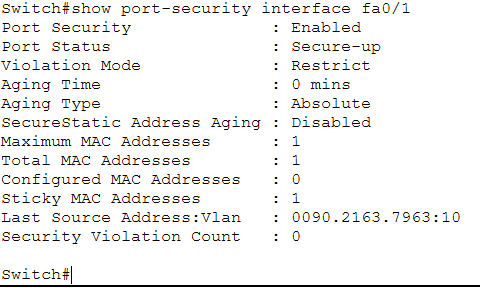 Switch#show port-security interface fa0/1
Port Security              : Enabled
Port Status                : Secure-up
Violation Mode             : Restrict
Aging Time                 : 0 mins
Aging Type                 : Absolute
SecureStatic Address Aging : Disabled
Maximum MAC Addresses      : 1
Total MAC Addresses        : 1
Configured MAC Addresses   : 0
Sticky MAC Addresses       : 1
Last Source Address:Vlan   : 0090.2163.7963:10
Security Violation Count   : 0
Switch#